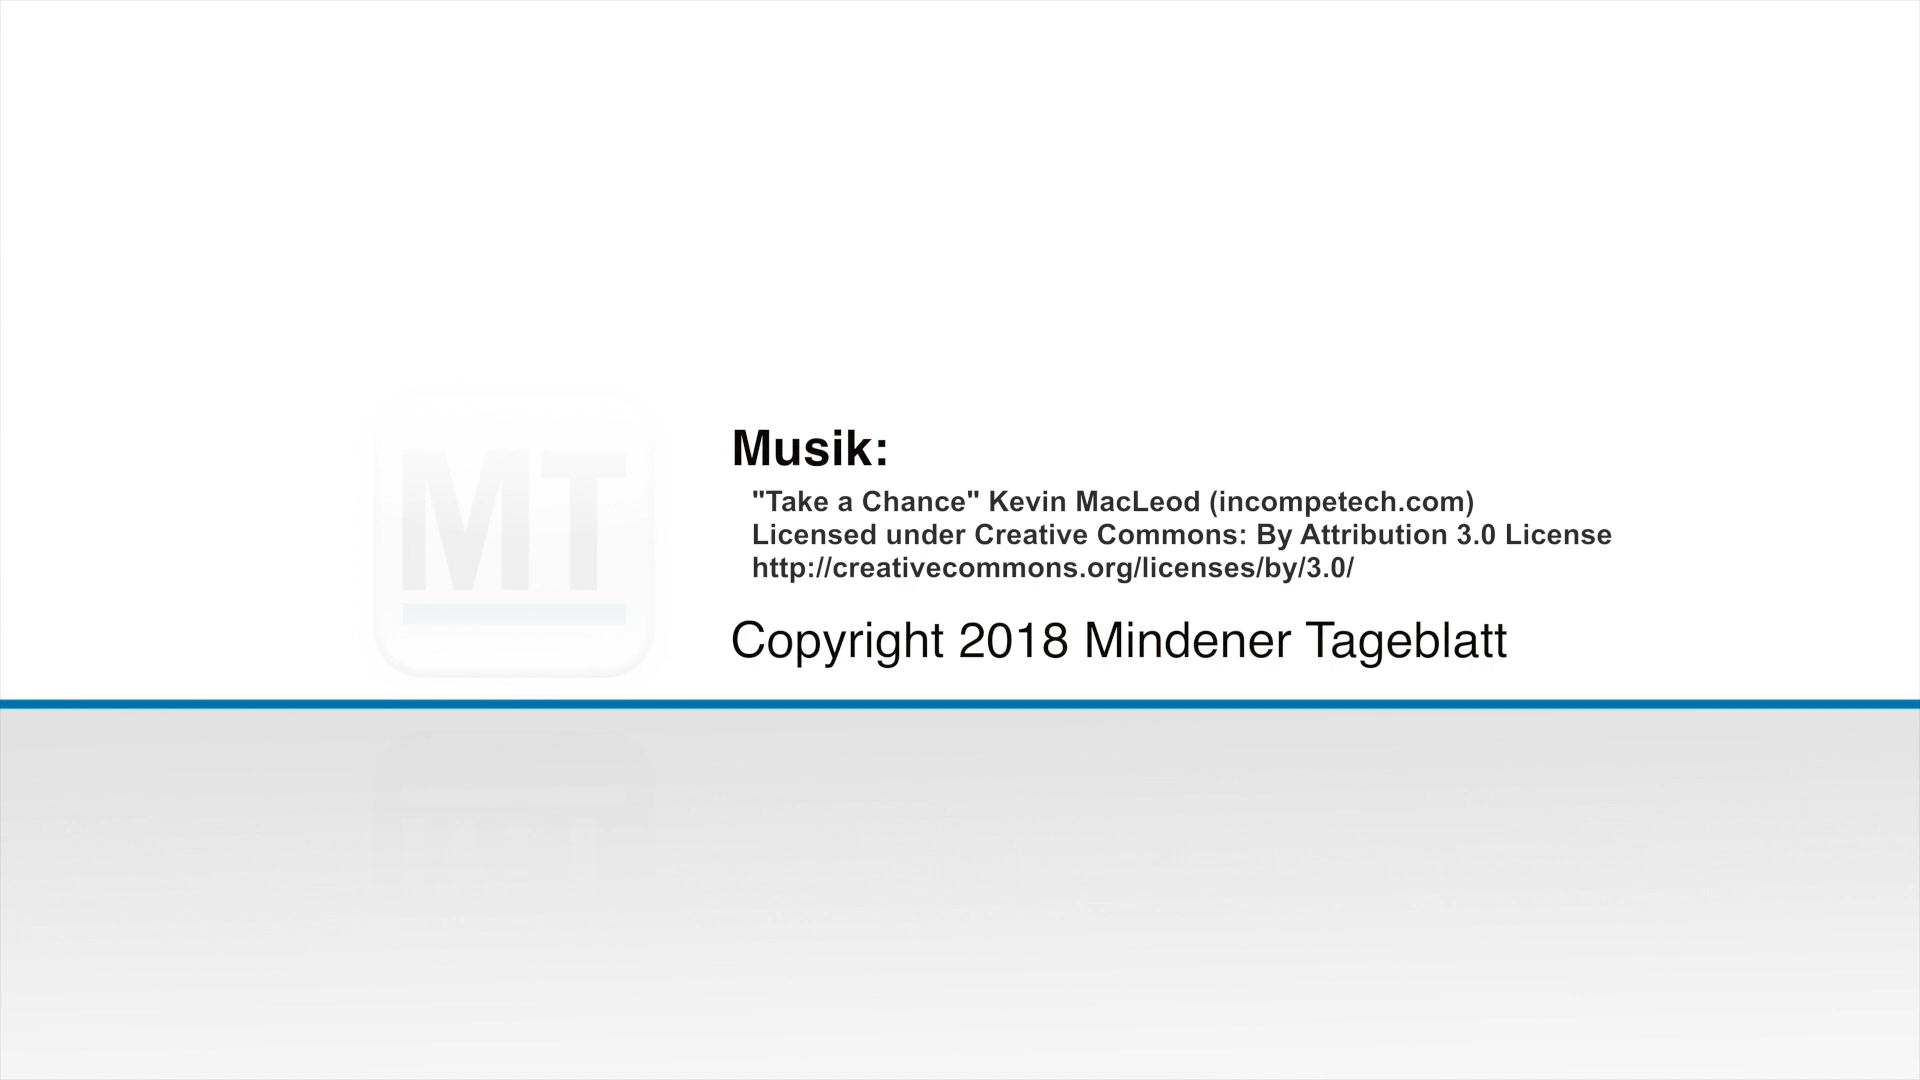 MT
Musik:
"Take a Chance" Kevin MacLeod (incompetech.com)
Licensed under Creative Commons: By Attribution 3.0 License
http://creativecommons.org/licenses/by/3.0/
Copyright 2018 Mindener Tageblatt